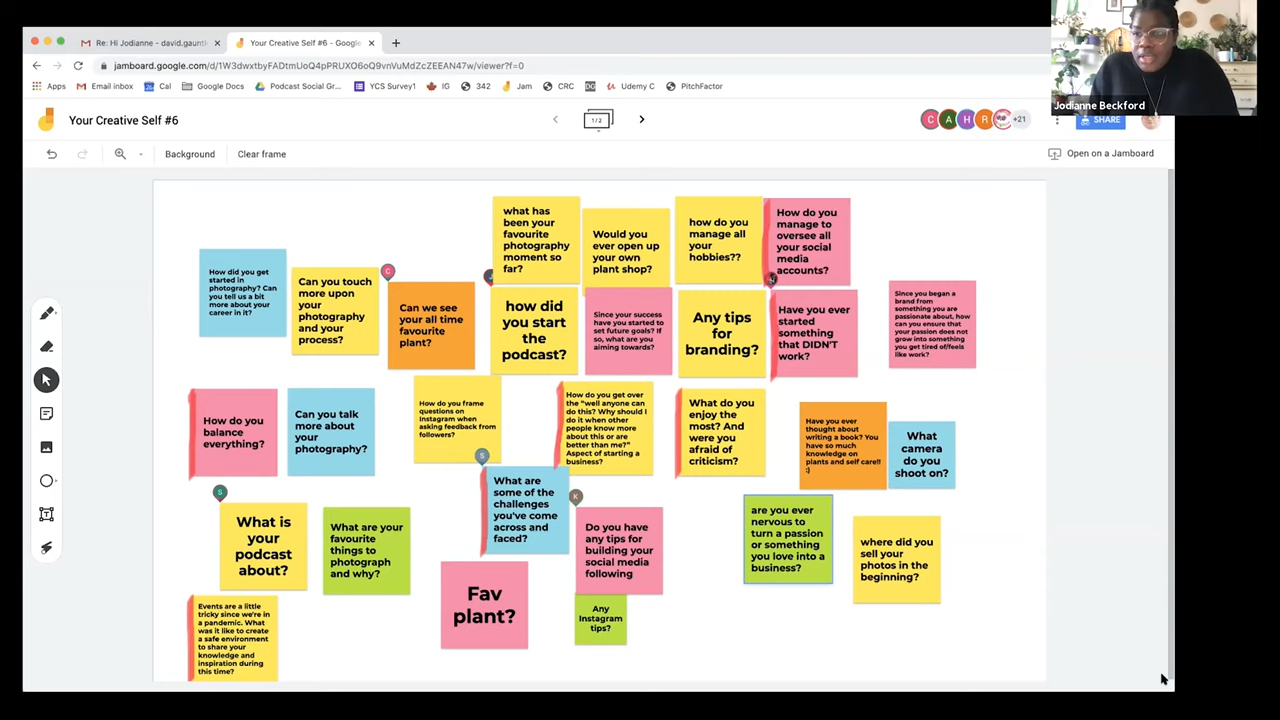 Re: Hi Jodianne - david.gauntl
Your Creative Self #6 - Google
jamboard.google.com/d/1W3dwxtbyFADtmUoQ4pPRUXO6oQ9vnVuMdZcZEEAN47w/viewer?f=0
Apps
Email inbox
Cal
Google Docs
Podcast Social Gr...
YCS Survey1
IG
342
Jam
CRC
Udemy C
PitchFactor
Jodianne Beckford
Your Creative Self #6
1/2
C
A
H
R
+21
SHARE
Background
Clear frame
Open on a Jamboard
what has
been your
favourite
photography
moment so
far?
Would you
ever open up
your own
plant shop?
how do you
manage all
your
hobbies??
How do you
manage to
oversee all
your social
media
accounts?
How did you get
started in
photography? Can
you tell us a bit
more about your
career in it?
Can you touch
more upon
your
photography
and your
process?
C
Can we see
your all time
favourite
plant?
how did
you start
the
podcast?
Since your success
have you started to
set future goals? If
so, what are you
aiming towards?
Any tips
for
branding?
Have you ever
started
something
that DIDN'T
work?
Since you began a
brand from
something you are
passionate about, how
can you ensure that
your passion does not
grow into something
you get tired of/feels
like work?
How do you
balance
everything?
Can you talk
more about
your
photography?
How do you frame
questions on
Instagram when
asking feedback from
followers?
How do you get over
the "well anyone can
do this? Why should I
do it when other
people know more
about this or are
better than me?"
Aspect of starting a
business?
What do you
enjoy the
most? And
were you
afraid of
criticism?
Have you ever
thought about
writing a book? You
have so much
knowledge on
plants and self care!!
:)
What
camera
do you
shoot on?
S
What is
your
podcast
about?
What are your
favourite
things to
photograph
and why?
S
What are
some of the
challenges
you've come
across and
faced?
K
Do you have
any tips for
building your
social media
following
are you ever
nervous to
turn a passion
or something
you love into a
business?
where did you
sell your
photos in the
beginning?
Fav
plant?
Any
Instagram
tips?
Events are a little
tricky since we're in
a pandemic. What
was it like to create
a safe environment
to share your
knowledge and
inspiration during
this time?